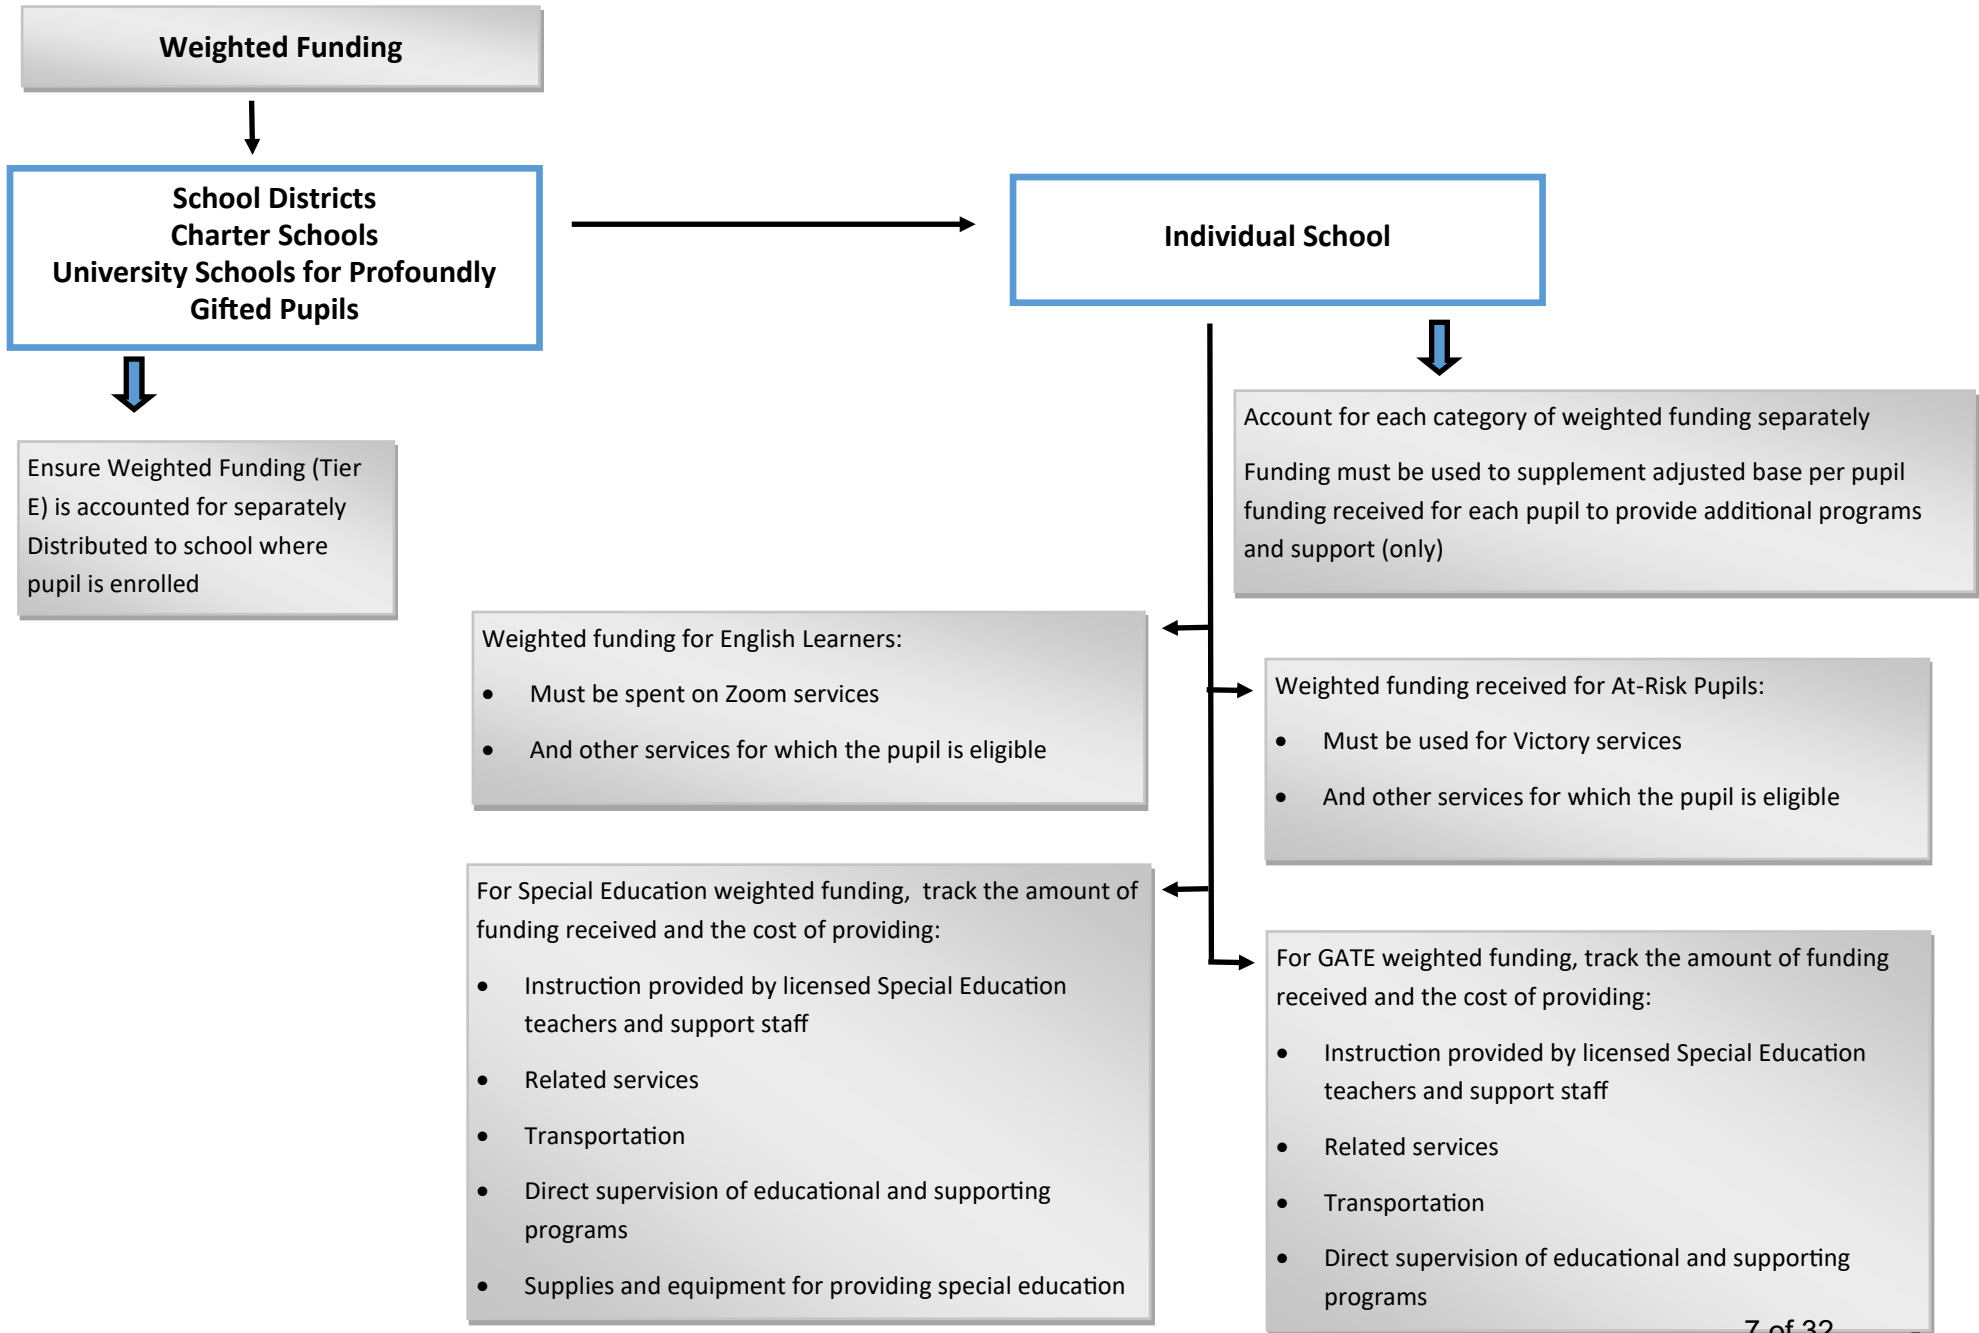 Weighted Funding
School Districts
Charter Schools
University Schools for Profoundly
Gifted Pupils
Individual School
Ensure Weighted Funding (Tier
E) is accounted for separately
Distributed to school where
pupil is enrolled
Account for each category of weighted funding separately
Funding must be used to supplement adjusted base per pupil
funding received for each pupil to provide additional programs
and support (only)
Weighted funding for English Learners:
• Must be spent on Zoom services
• And other services for which the pupil is eligible
Weighted funding received for At-Risk Pupils:
• Must be used for Victory services
• And other services for which the pupil is eligible
For Special Education weighted funding,  track the amount of
funding received and the cost of providing:
• Instruction provided by licensed Special Education
teachers and support staff
• Related services
• Transportation
• Direct supervision of educational and supporting
programs
• Supplies and equipment for providing special education
For GATE weighted funding, track the amount of funding
received and the cost of providing:
• Instruction provided by licensed Special Education
teachers and support staff
• Related services
• Transportation
• Direct supervision of educational and supporting
programs
7 of 32